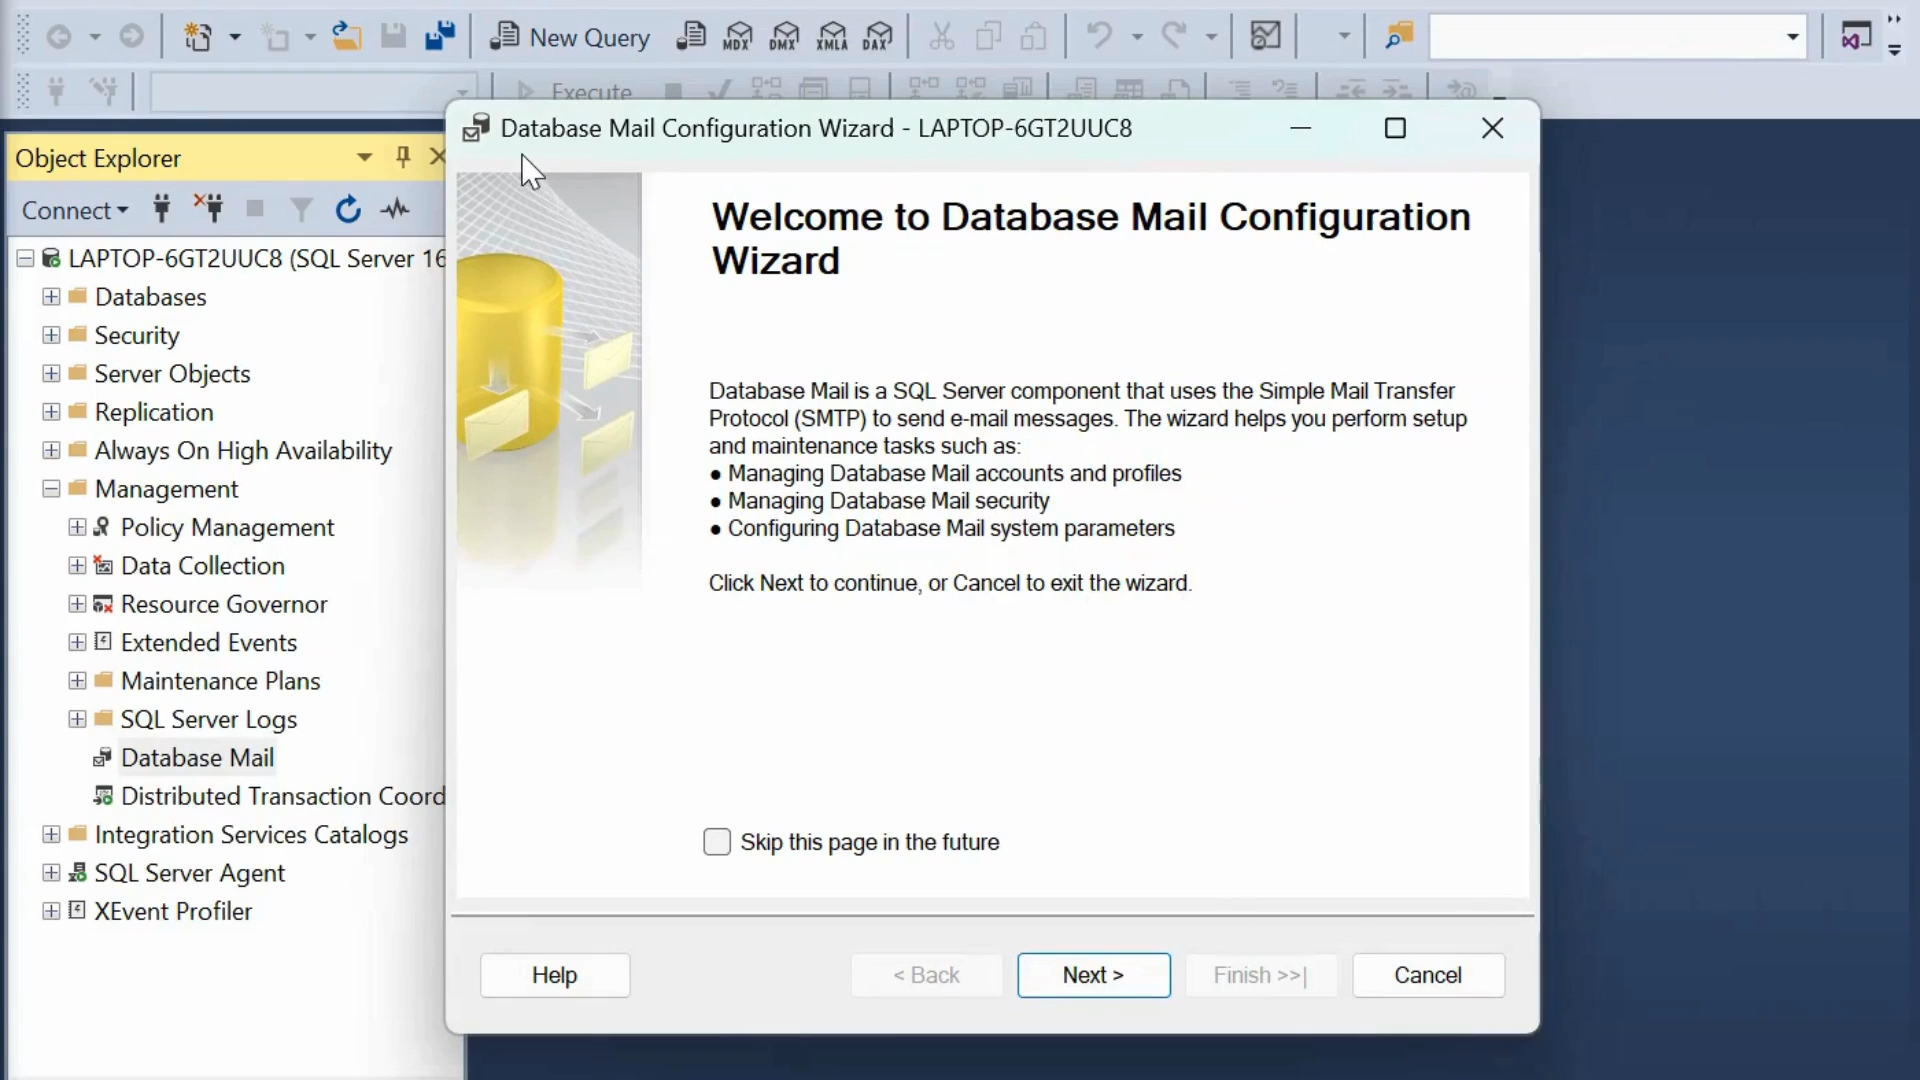 New Query
MDX
DMX
XMLA
DAX
Execute
Object Explorer
Connect
LAPTOP-6GT2UUC8 (SQL Server 16
Databases
Security
Server Objects
Replication
Always On High Availability
Management
Policy Management
Data Collection
Resource Governor
Extended Events
Maintenance Plans
SQL Server Logs
Database Mail
Distributed Transaction Coord
Integration Services Catalogs
SQL Server Agent
XEvent Profiler
Database Mail Configuration Wizard - LAPTOP-6GT2UUC8
Welcome to Database Mail Configuration
Wizard
Database Mail is a SQL Server component that uses the Simple Mail Transfer
Protocol (SMTP) to send e-mail messages. The wizard helps you perform setup
and maintenance tasks such as:
● Managing Database Mail accounts and profiles
● Managing Database Mail security
● Configuring Database Mail system parameters
Click Next to continue, or Cancel to exit the wizard.
Skip this page in the future
Help
< Back
Next >
Finish >>|
Cancel